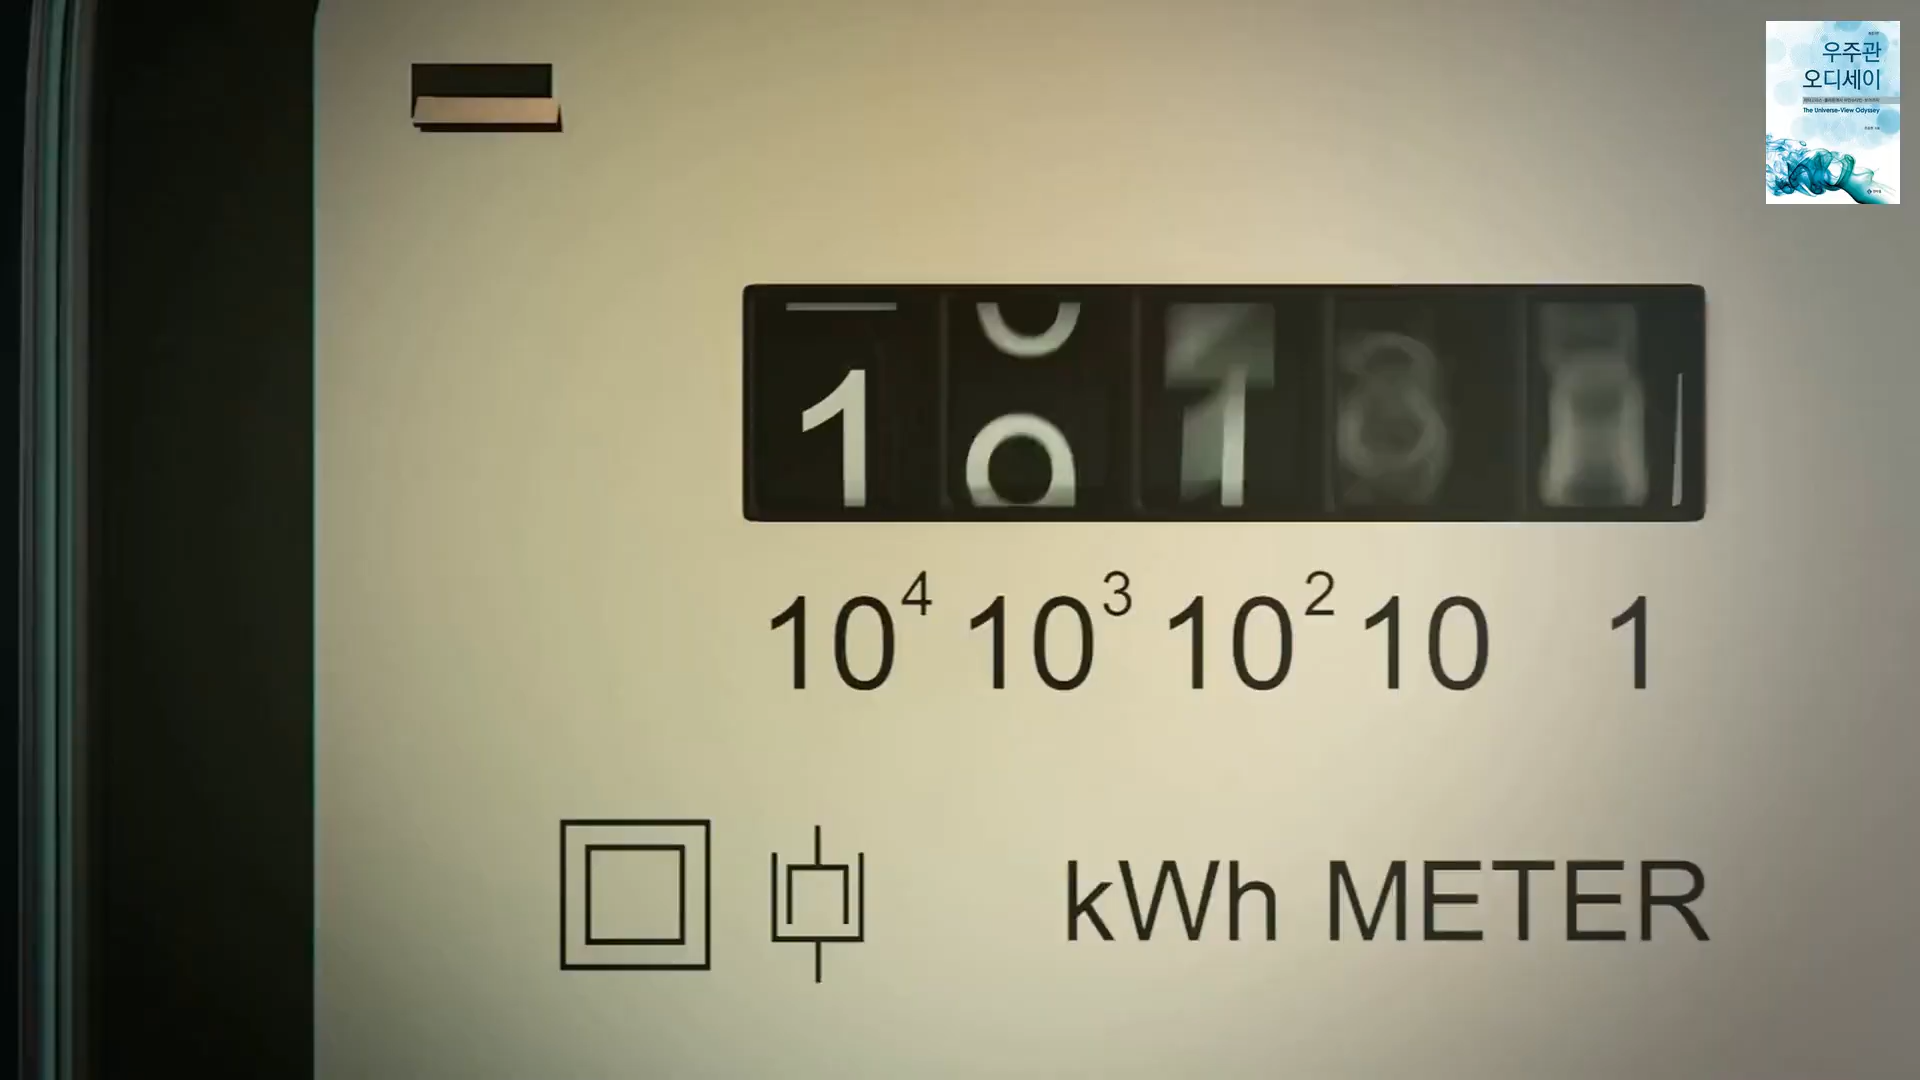 우주관
오디세이
The Universe-View Odyssey
1
10⁴ 10³ 10² 10 1
kWh METER